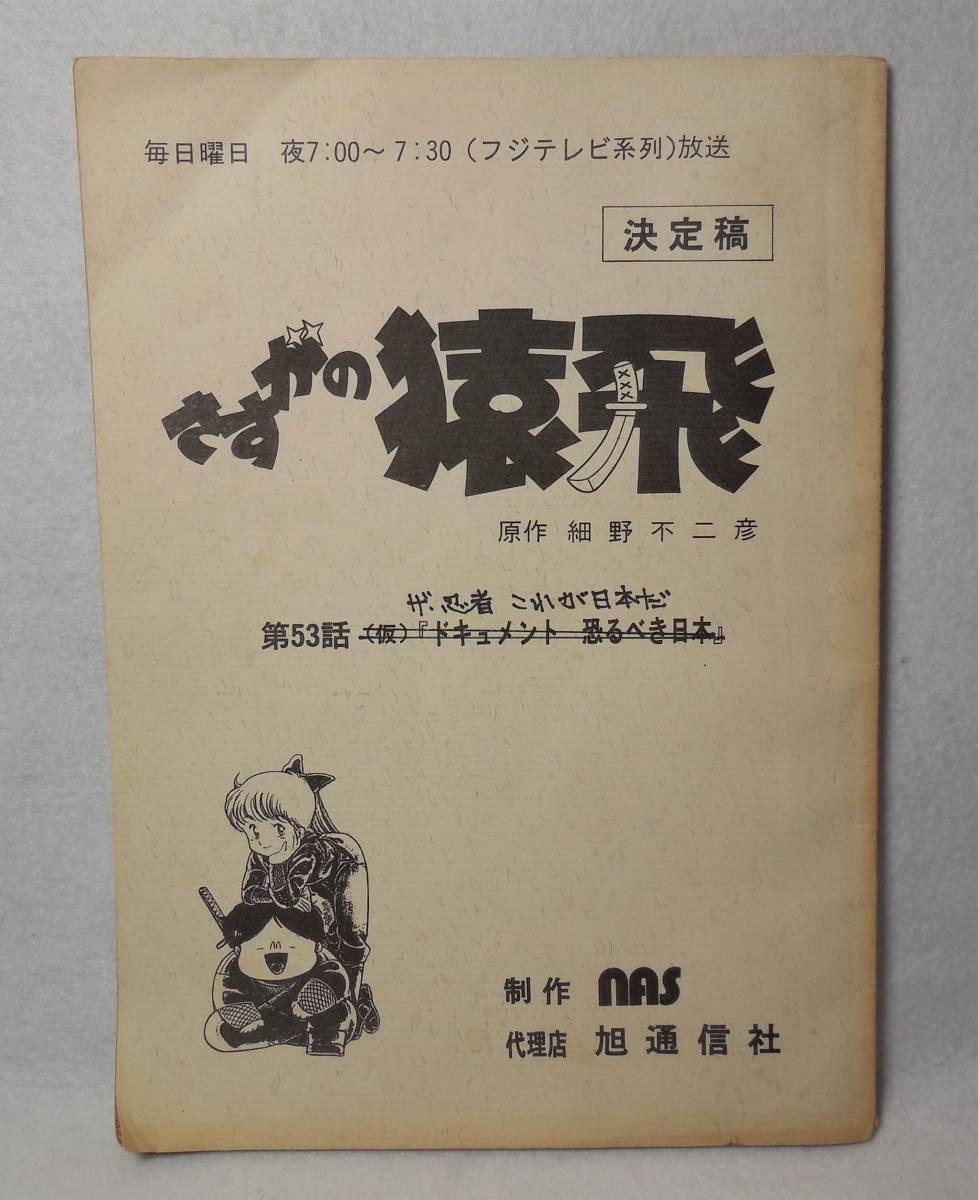 毎日曜日　夜7:00〜7:30(フジテレビ系列)放送
決定稿
さすがの猿飛
原作 細野不二彦
ザ、忍者 これが日本だ
第53話 (仮)『ドキュメント 恐るべき日本』
制作 nas
代理店 旭通信社